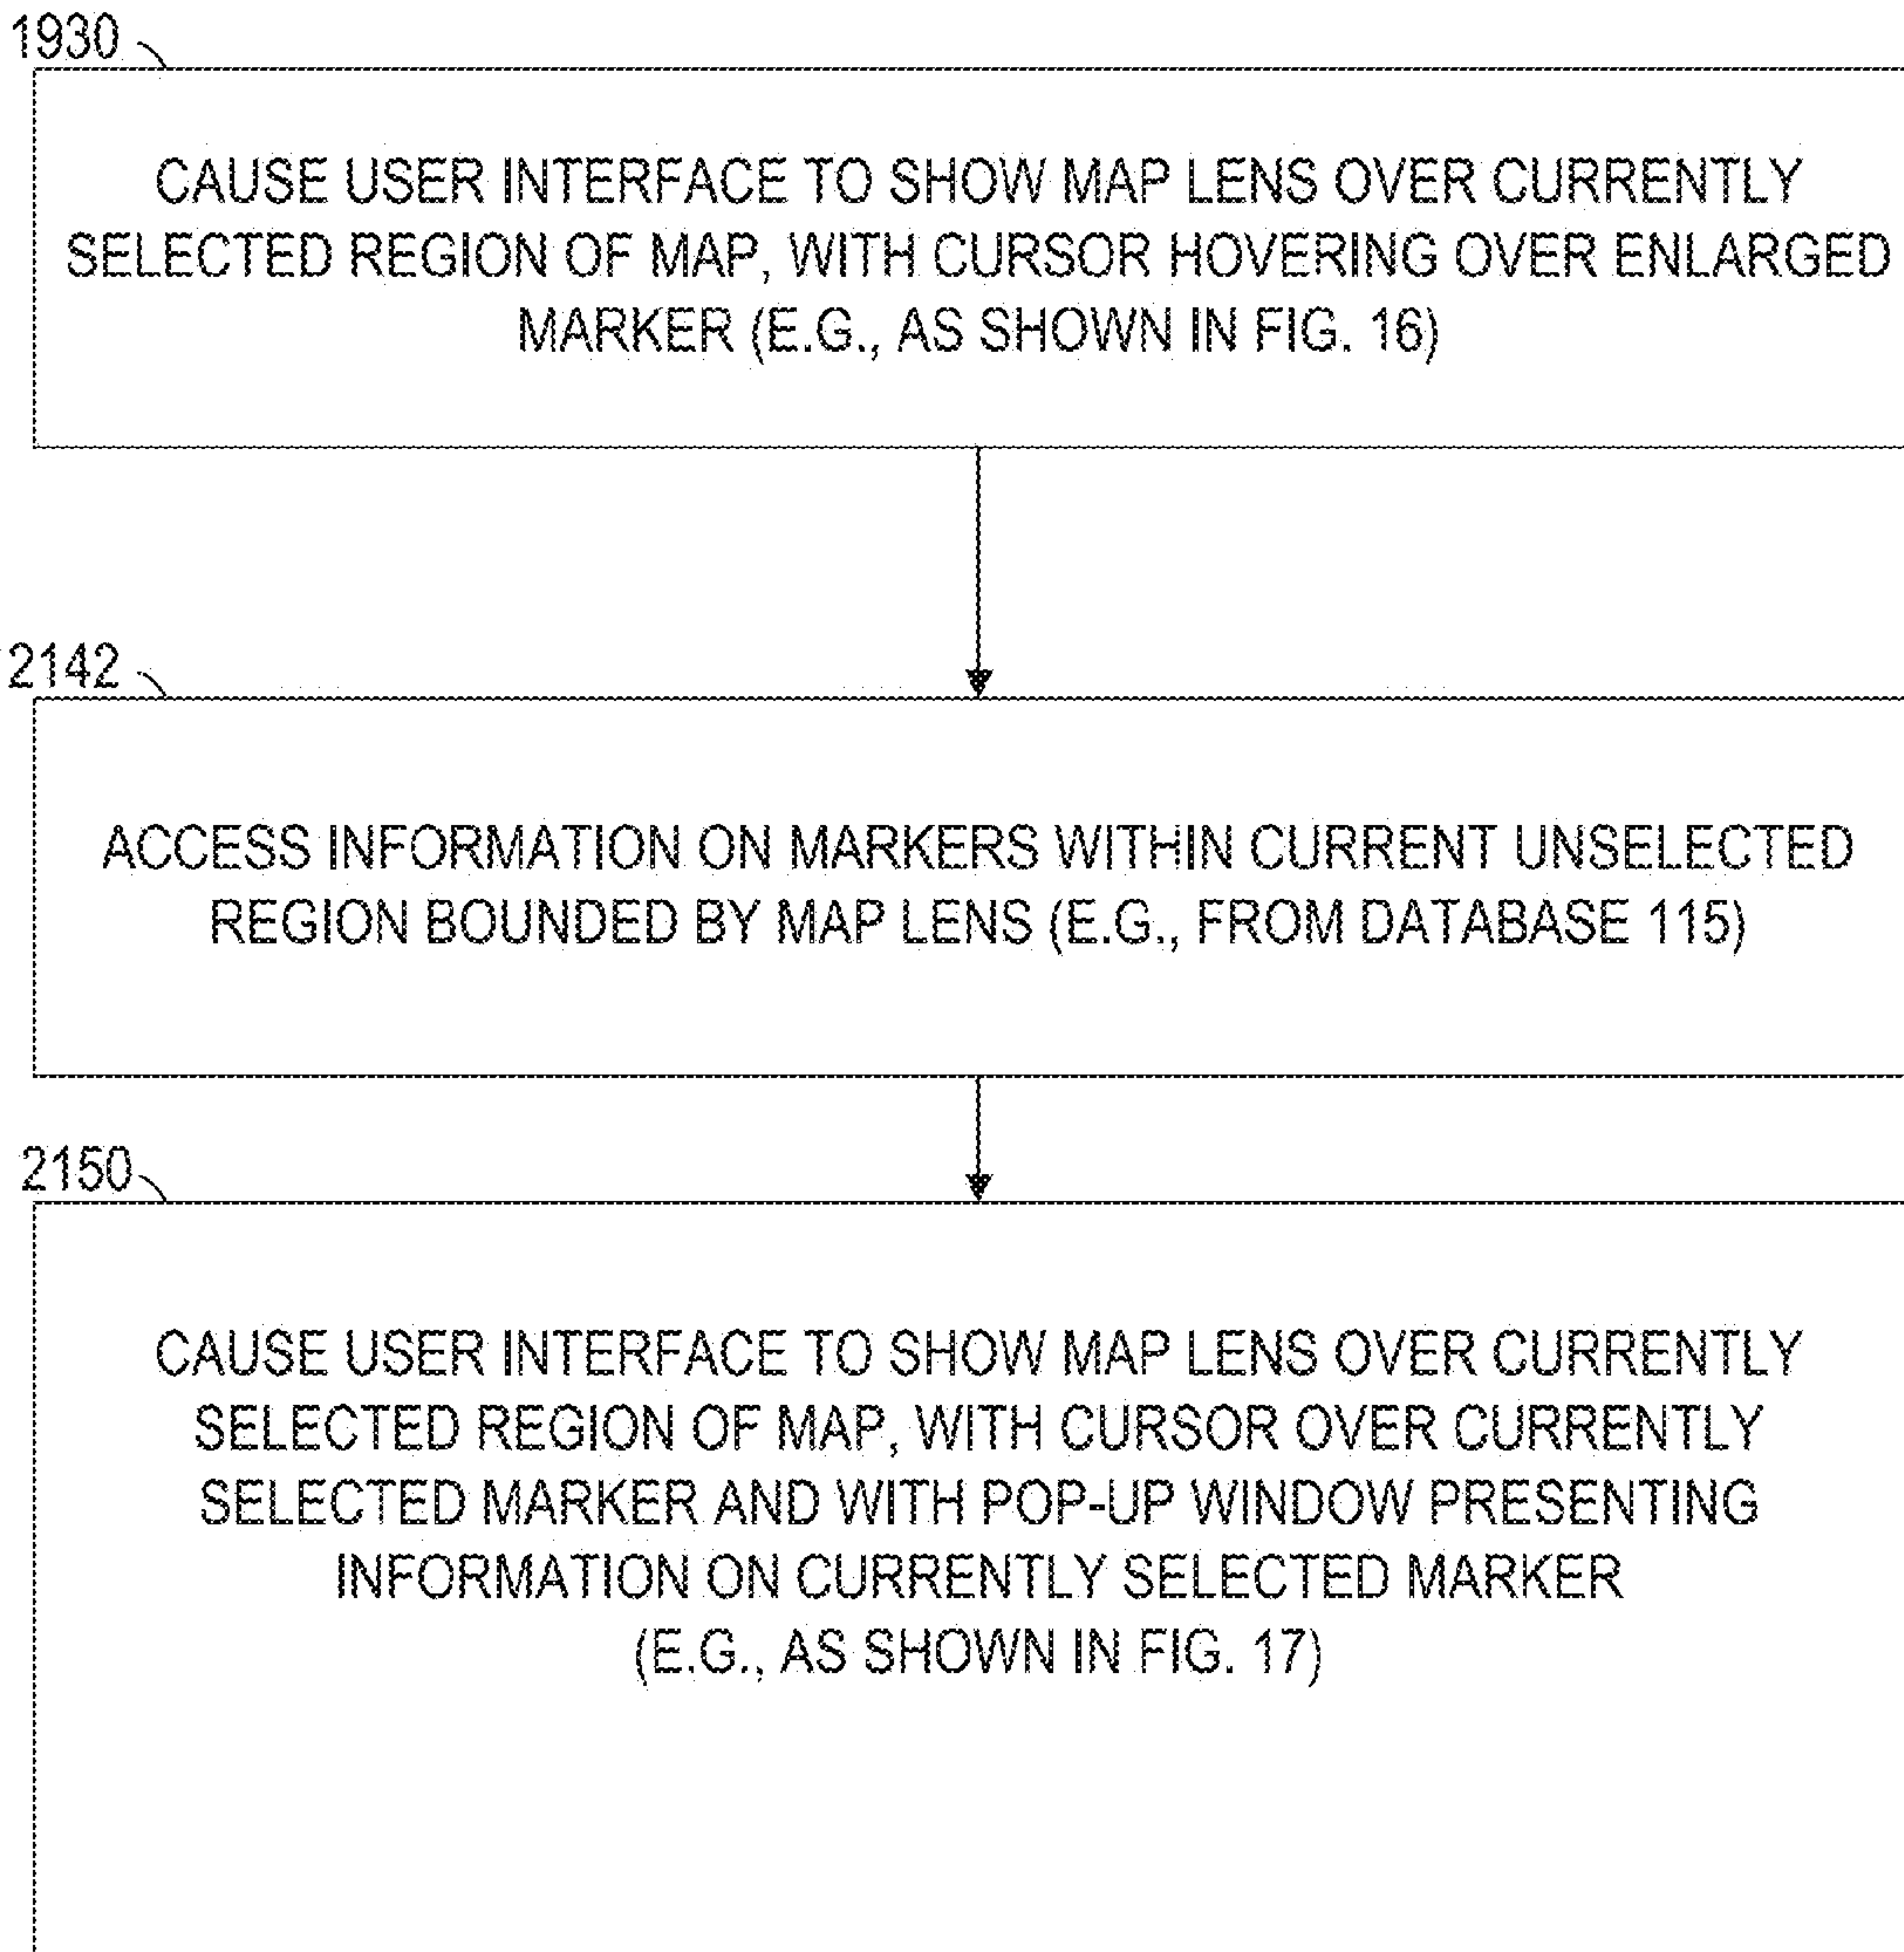 1930
CAUSE USER INTERFACE TO SHOW MAP LENS OVER CURRENTLY
SELECTED REGION OF MAP, WITH CURSOR HOVERING OVER ENLARGED
MARKER (E.G., AS SHOWN IN FIG. 16)
2142
ACCESS INFORMATION ON MARKERS WITHIN CURRENT UNSELECTED
REGION BOUNDED BY MAP LENS (E.G., FROM DATABASE 115)
2150
CAUSE USER INTERFACE TO SHOW MAP LENS OVER CURRENTLY
SELECTED REGION OF MAP, WITH CURSOR OVER CURRENTLY
SELECTED MARKER AND WITH POP-UP WINDOW PRESENTING
INFORMATION ON CURRENTLY SELECTED MARKER
(E.G., AS SHOWN IN FIG. 17)